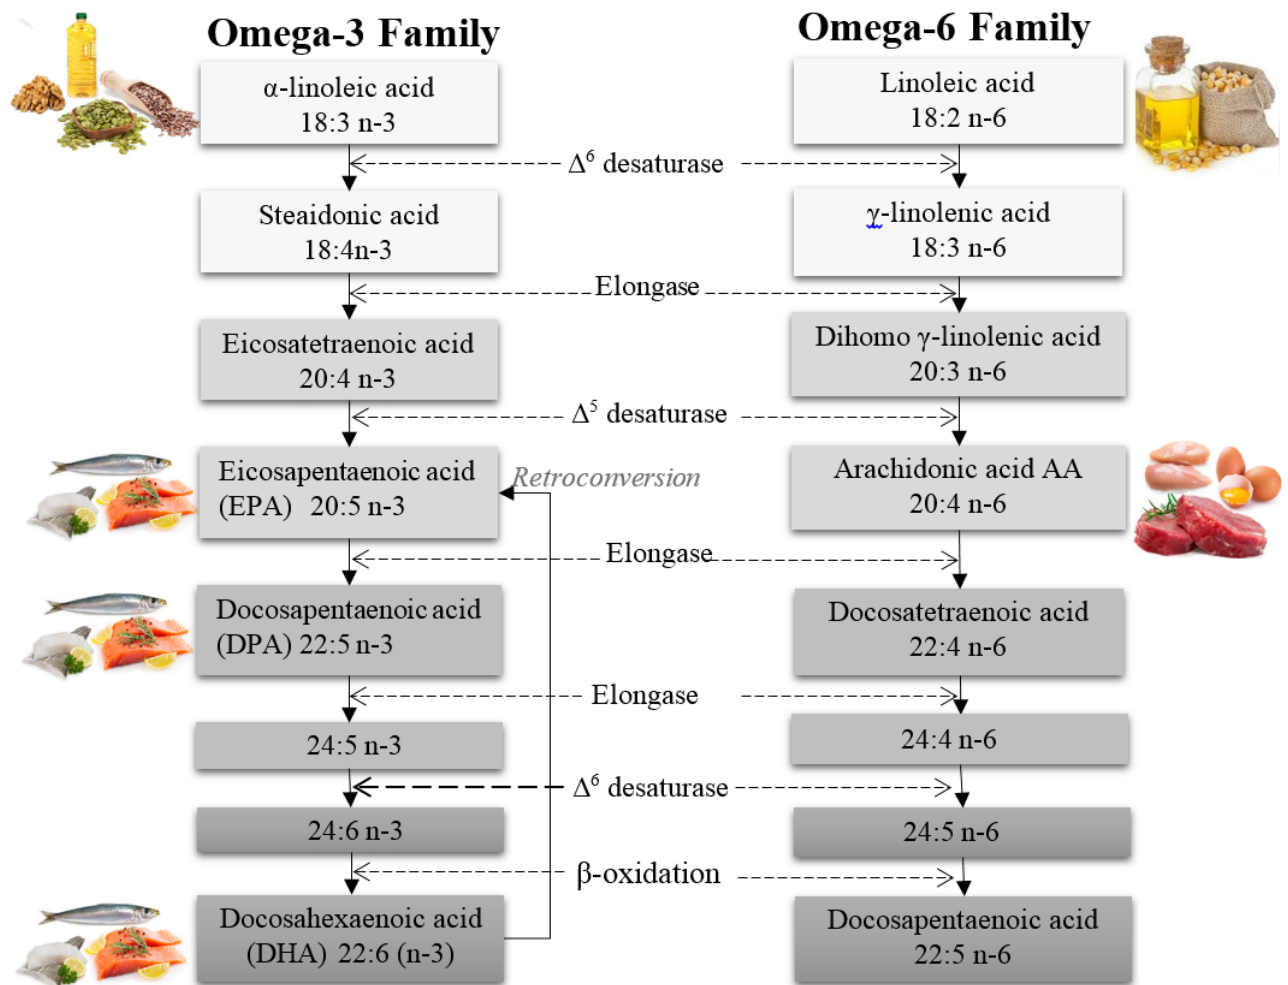 Omega-3 Family
Omega-6 Family
α-linoleic acid
18:3 n-3
Linoleic acid
18:2 n-6
Δ⁶ desaturase
Steaidonic acid
18:4n-3
γ-linolenic acid
18:3 n-6
Elongase
Eicosatetraenoic acid
20:4 n-3
Dihomo γ-linolenic acid
20:3 n-6
Δ⁵ desaturase
Eicosapentaenoic acid
(EPA) 20:5 n-3
Retroconversion
Arachidonic acid AA
20:4 n-6
Elongase
Docosapentaenoic acid
(DPA) 22:5 n-3
Docosatetraenoic acid
22:4 n-6
Elongase
24:5 n-3
24:4 n-6
Δ⁶ desaturase
24:6 n-3
24:5 n-6
β-oxidation
Docosahexaenoic acid
(DHA) 22:6 (n-3)
Docosapentaenoic acid
22:5 n-6